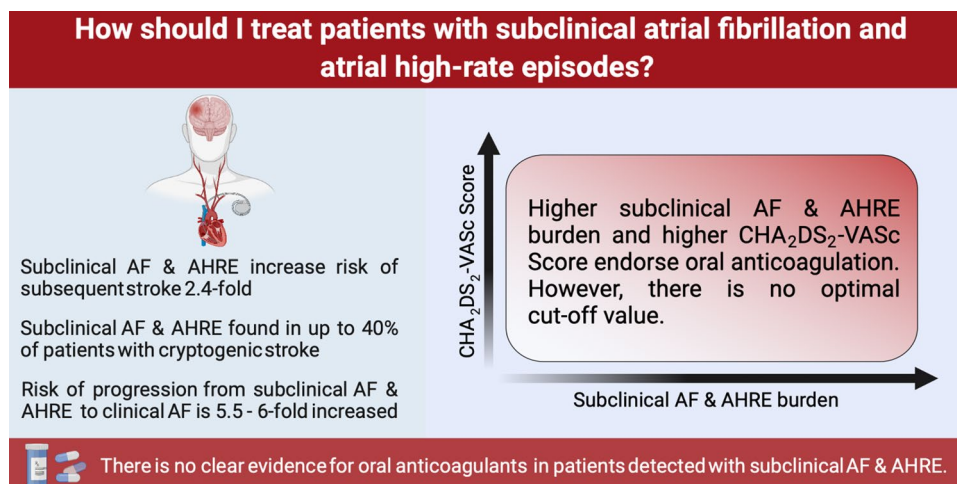 How should I treat patients with subclinical atrial fibrillation and
atrial high-rate episodes?
Subclinical AF & AHRE increase risk of
subsequent stroke 2.4-fold
Subclinical AF & AHRE found in up to 40%
of patients with cryptogenic stroke
Risk of progression from subclinical AF &
AHRE to clinical AF is 5.5 - 6-fold increased
CHA₂DS₂-VASc Score
Higher subclinical AF & AHRE
burden and higher CHA₂DS₂-VASc
Score endorse oral anticoagulation.
However, there is no optimal
cut-off value.
Subclinical AF & AHRE burden
There is no clear evidence for oral anticoagulants in patients detected with subclinical AF & AHRE.